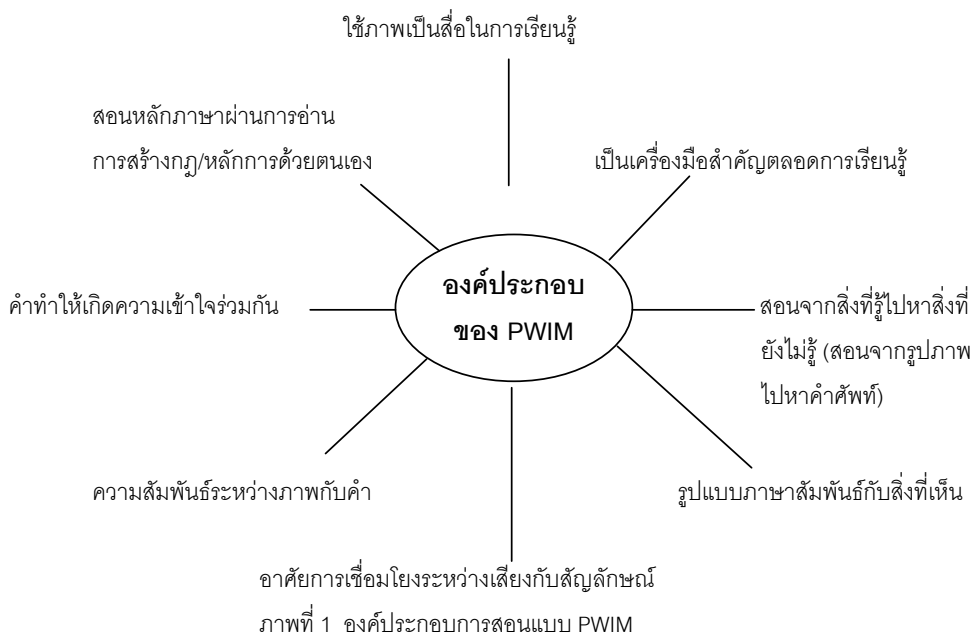 ใช้ภาพเป็นสื่อในการเรียนรู้
สอนหลักภาษาผ่านการอ่าน
การสร้างกฎ/หลักการด้วยตนเอง
เป็นเครื่องมือสำคัญตลอดการเรียนรู้
องค์ประกอบ
ของ PWIM
คำทำให้เกิดความเข้าใจร่วมกัน
สอนจากสิ่งที่รู้ไปหาสิ่งที่
ยังไม่รู้ (สอนจากรูปภาพ
ไปหาคำศัพท์)
ความสัมพันธ์ระหว่างภาพกับคำ
รูปแบบภาษาสัมพันธ์กับสิ่งที่เห็น
อาศัยการเชื่อมโยงระหว่างเสียงกับสัญลักษณ์
ภาพที่ 1 องค์ประกอบการสอนแบบ PWIM